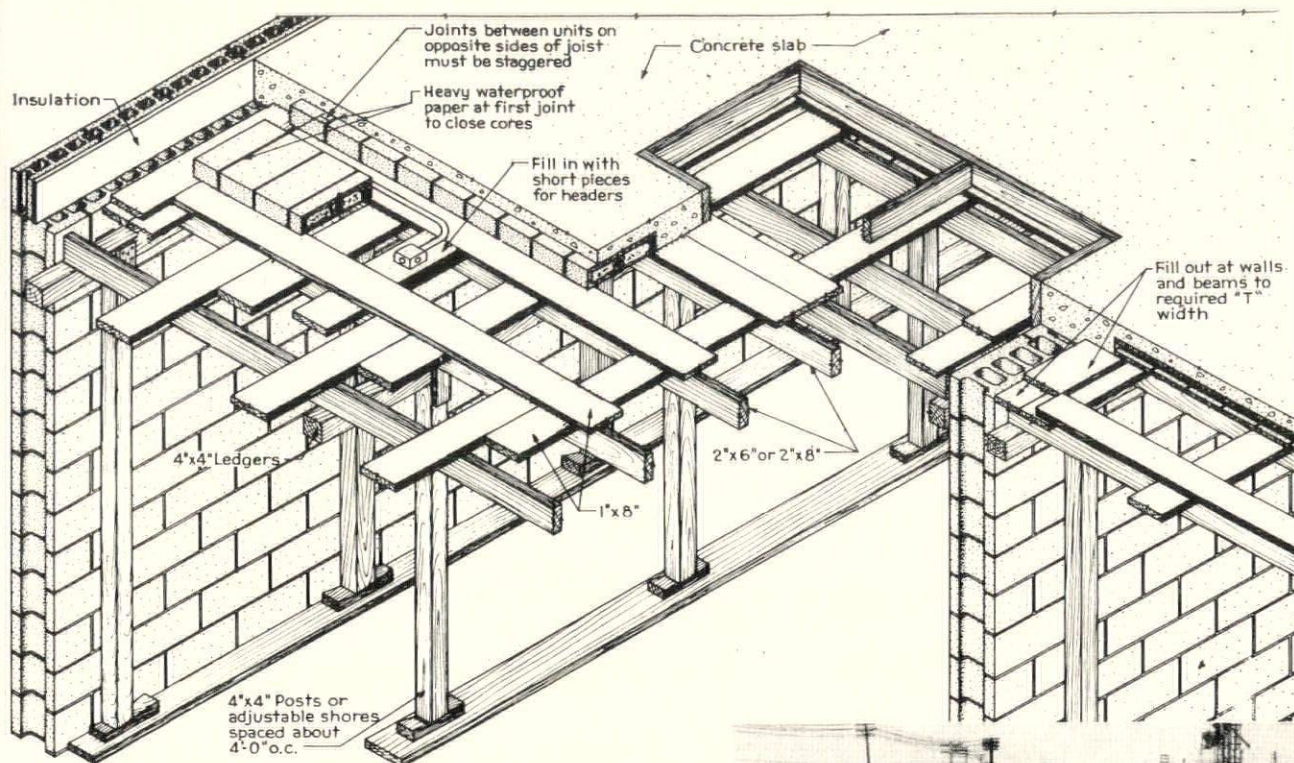 Joints between units on
opposite sides of joist
must be staggered
Concrete slab
Insulation
Heavy waterproof
paper at first joint
to close cores
Fill in with
short pieces
for headers
Fill out at walls
and beams to
required "T"
width
4"x4" Ledgers
2"x6" or 2"x8"
1"x8"
4"x4" Posts or
adjustable shores
spaced about
4'-0" o.c.